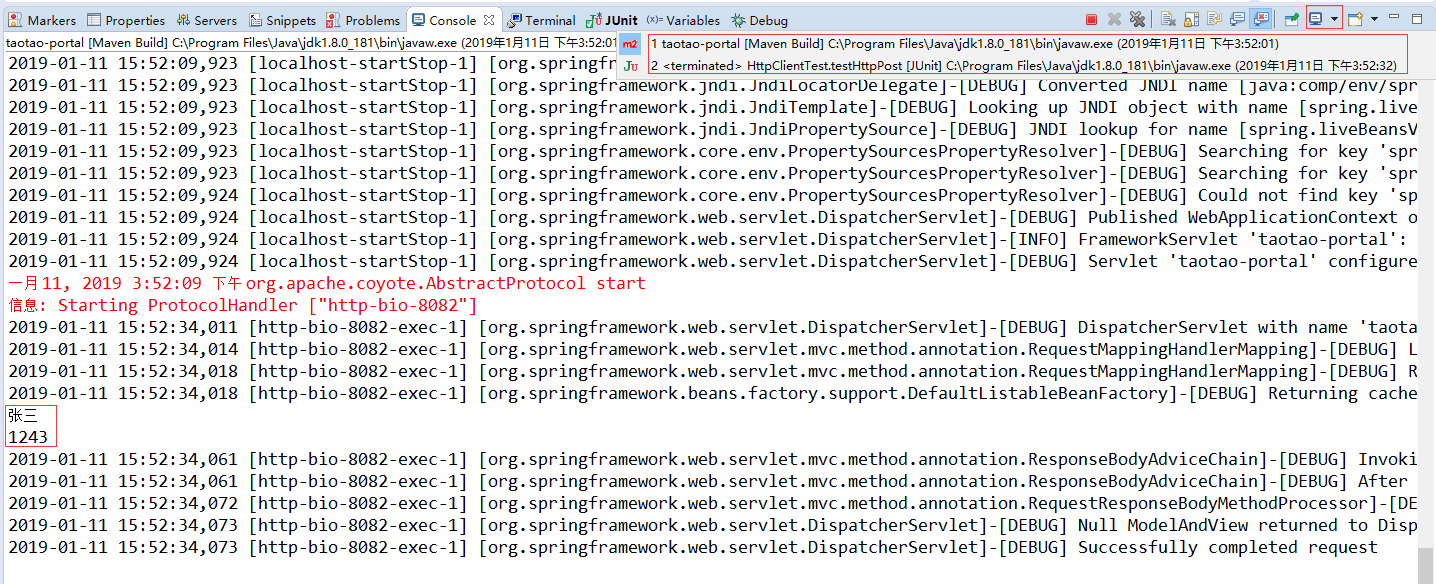 Markers Properties Servers Snippets Problems Console Terminal JUnit Variables Debug
taotao-portal [Maven Build] C:\Program Files\Java\jdk1.8.0_181\bin\javaw.exe (2019年1月11日 下午3:52:01)
1 taotao-portal [Maven Build] C:\Program Files\Java\jdk1.8.0_181\bin\javaw.exe (2019年1月11日 下午3:52:01)
2 <terminated> HttpClientTest.testHttpPost [JUnit] C:\Program Files\Java\jdk1.8.0_181\bin\javaw.exe (2019年1月11日 下午3:52:32)
2019-01-11 15:52:09,923 [localhost-startStop-1] [org.springfr
2019-01-11 15:52:09,923 [localhost-startStop-1] [org.springframework.jndi.JndiLocatorDelegate]-[DEBUG] Converted JNDI name [java:comp/env/spr
2019-01-11 15:52:09,923 [localhost-startStop-1] [org.springframework.jndi.JndiTemplate]-[DEBUG] Looking up JNDI object with name [spring.live
2019-01-11 15:52:09,923 [localhost-startStop-1] [org.springframework.jndi.JndiPropertySource]-[DEBUG] JNDI lookup for name [spring.liveBeansV
2019-01-11 15:52:09,923 [localhost-startStop-1] [org.springframework.core.env.PropertySourcesPropertyResolver]-[DEBUG] Searching for key 'spr
2019-01-11 15:52:09,923 [localhost-startStop-1] [org.springframework.core.env.PropertySourcesPropertyResolver]-[DEBUG] Searching for key 'spr
2019-01-11 15:52:09,924 [localhost-startStop-1] [org.springframework.core.env.PropertySourcesPropertyResolver]-[DEBUG] Could not find key 'sp
2019-01-11 15:52:09,924 [localhost-startStop-1] [org.springframework.web.servlet.DispatcherServlet]-[DEBUG] Published WebApplicationContext o
2019-01-11 15:52:09,924 [localhost-startStop-1] [org.springframework.web.servlet.DispatcherServlet]-[INFO] FrameworkServlet 'taotao-portal':
2019-01-11 15:52:09,924 [localhost-startStop-1] [org.springframework.web.servlet.DispatcherServlet]-[DEBUG] Servlet 'taotao-portal' configure
一月11, 2019 3:52:09 下午 org.apache.coyote.AbstractProtocol start
信息: Starting ProtocolHandler ["http-bio-8082"]
2019-01-11 15:52:34,011 [http-bio-8082-exec-1] [org.springframework.web.servlet.DispatcherServlet]-[DEBUG] DispatcherServlet with name 'taota
2019-01-11 15:52:34,014 [http-bio-8082-exec-1] [org.springframework.web.servlet.mvc.method.annotation.RequestMappingHandlerMapping]-[DEBUG] L
2019-01-11 15:52:34,018 [http-bio-8082-exec-1] [org.springframework.web.servlet.mvc.method.annotation.RequestMappingHandlerMapping]-[DEBUG] R
2019-01-11 15:52:34,018 [http-bio-8082-exec-1] [org.springframework.beans.factory.support.DefaultListableBeanFactory]-[DEBUG] Returning cache
张三
1243
2019-01-11 15:52:34,061 [http-bio-8082-exec-1] [org.springframework.web.servlet.mvc.method.annotation.ResponseBodyAdviceChain]-[DEBUG] Invoki
2019-01-11 15:52:34,061 [http-bio-8082-exec-1] [org.springframework.web.servlet.mvc.method.annotation.ResponseBodyAdviceChain]-[DEBUG] After
2019-01-11 15:52:34,072 [http-bio-8082-exec-1] [org.springframework.web.servlet.mvc.method.annotation.RequestResponseBodyMethodProcessor]-[DE
2019-01-11 15:52:34,073 [http-bio-8082-exec-1] [org.springframework.web.servlet.DispatcherServlet]-[DEBUG] Null ModelAndView returned to Disp
2019-01-11 15:52:34,073 [http-bio-8082-exec-1] [org.springframework.web.servlet.DispatcherServlet]-[DEBUG] Successfully completed request